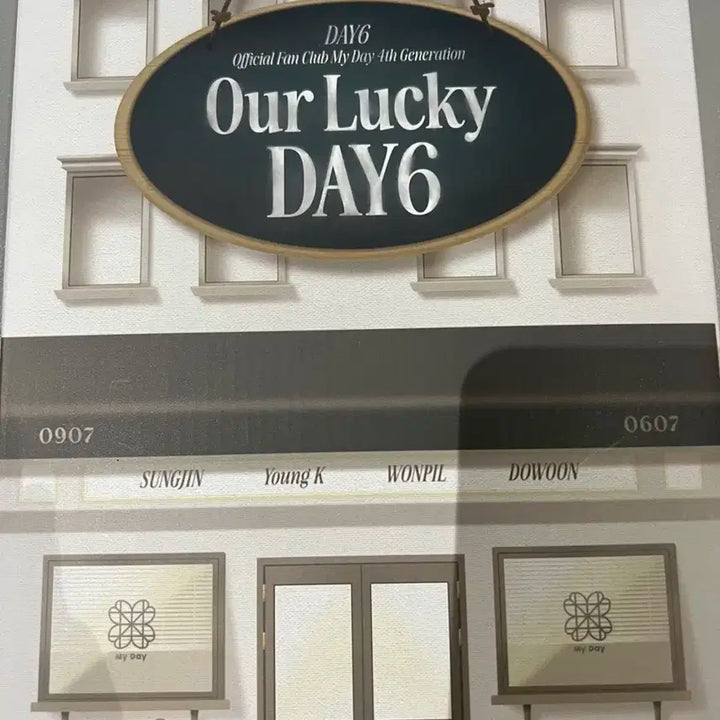 DAY6
Official Fan Club My Day 4th Generation
Our Lucky
DAY6
0907
0607
SUNGJIN Young K WONPIL DOWOON
My Day
My Day